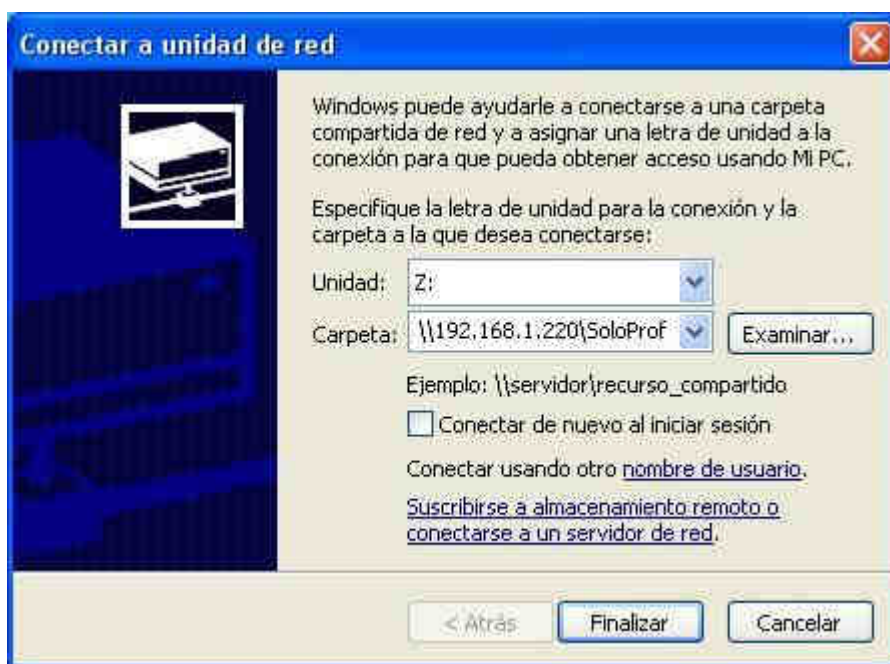 Conectar a unidad de red
Windows puede ayudarle a conectarse a una carpeta
compartida de red y a asignar una letra de unidad a la
conexión para que pueda obtener acceso usando Mi PC.
Especifique la letra de unidad para la conexión y la
carpeta a la que desea conectarse:
Unidad: Z:
Carpeta: \\192.168.1.220\SoloProf Examinar...
Ejemplo: \\servidor\recurso_compartido
Conectar de nuevo al iniciar sesión
Conectar usando otro nombre de usuario.
Suscribirse a almacenamiento remoto o
conectarse a un servidor de red.
< Atrás Finalizar Cancelar